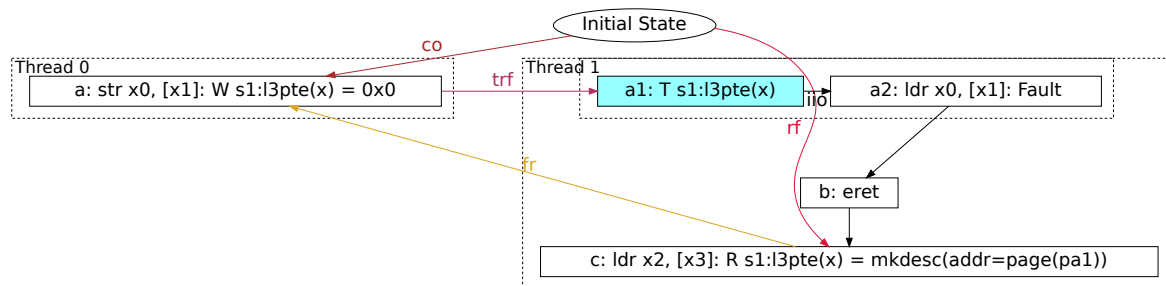 Initial State
co
Thread 0
Thread 1
a: str x0, [x1]: W s1:l3pte(x) = 0x0
trf
a1: T s1:l3pte(x)
iio
a2: ldr x0, [x1]: Fault
rf
fr
b: eret
c: ldr x2, [x3]: R s1:l3pte(x) = mkdesc(addr=page(pa1))